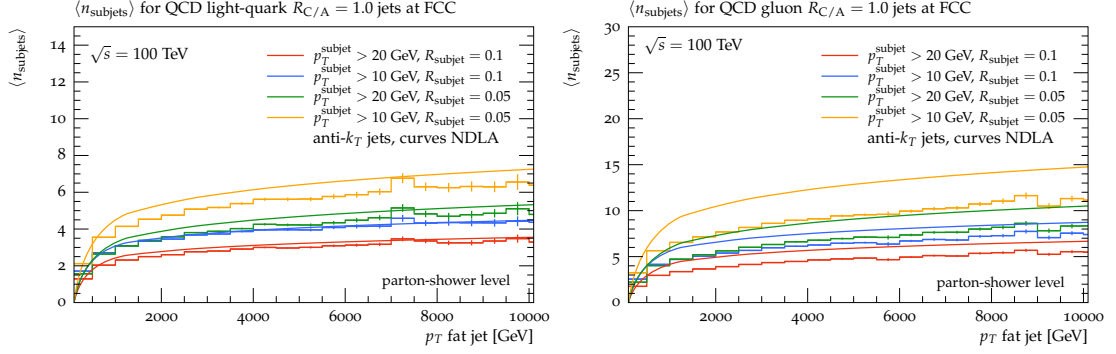 ⟨n_subjets⟩ for QCD light-quark R_C/A = 1.0 jets at FCC
⟨n_subjets⟩
14
12
10
8
6
4
2
0
√s = 100 TeV
p_T^subjet > 20 GeV, R_subjet = 0.1
p_T^subjet > 10 GeV, R_subjet = 0.1
p_T^subjet > 20 GeV, R_subjet = 0.05
p_T^subjet > 10 GeV, R_subjet = 0.05
anti-k_T jets, curves NDLA
parton-shower level
2000 4000 6000 8000 10000
p_T fat jet [GeV]
⟨n_subjets⟩ for QCD gluon R_C/A = 1.0 jets at FCC
⟨n_subjets⟩
30
25
20
15
10
5
0
√s = 100 TeV
p_T^subjet > 20 GeV, R_subjet = 0.1
p_T^subjet > 10 GeV, R_subjet = 0.1
p_T^subjet > 20 GeV, R_subjet = 0.05
p_T^subjet > 10 GeV, R_subjet = 0.05
anti-k_T jets, curves NDLA
parton-shower level
2000 4000 6000 8000 10000
p_T fat jet [GeV]